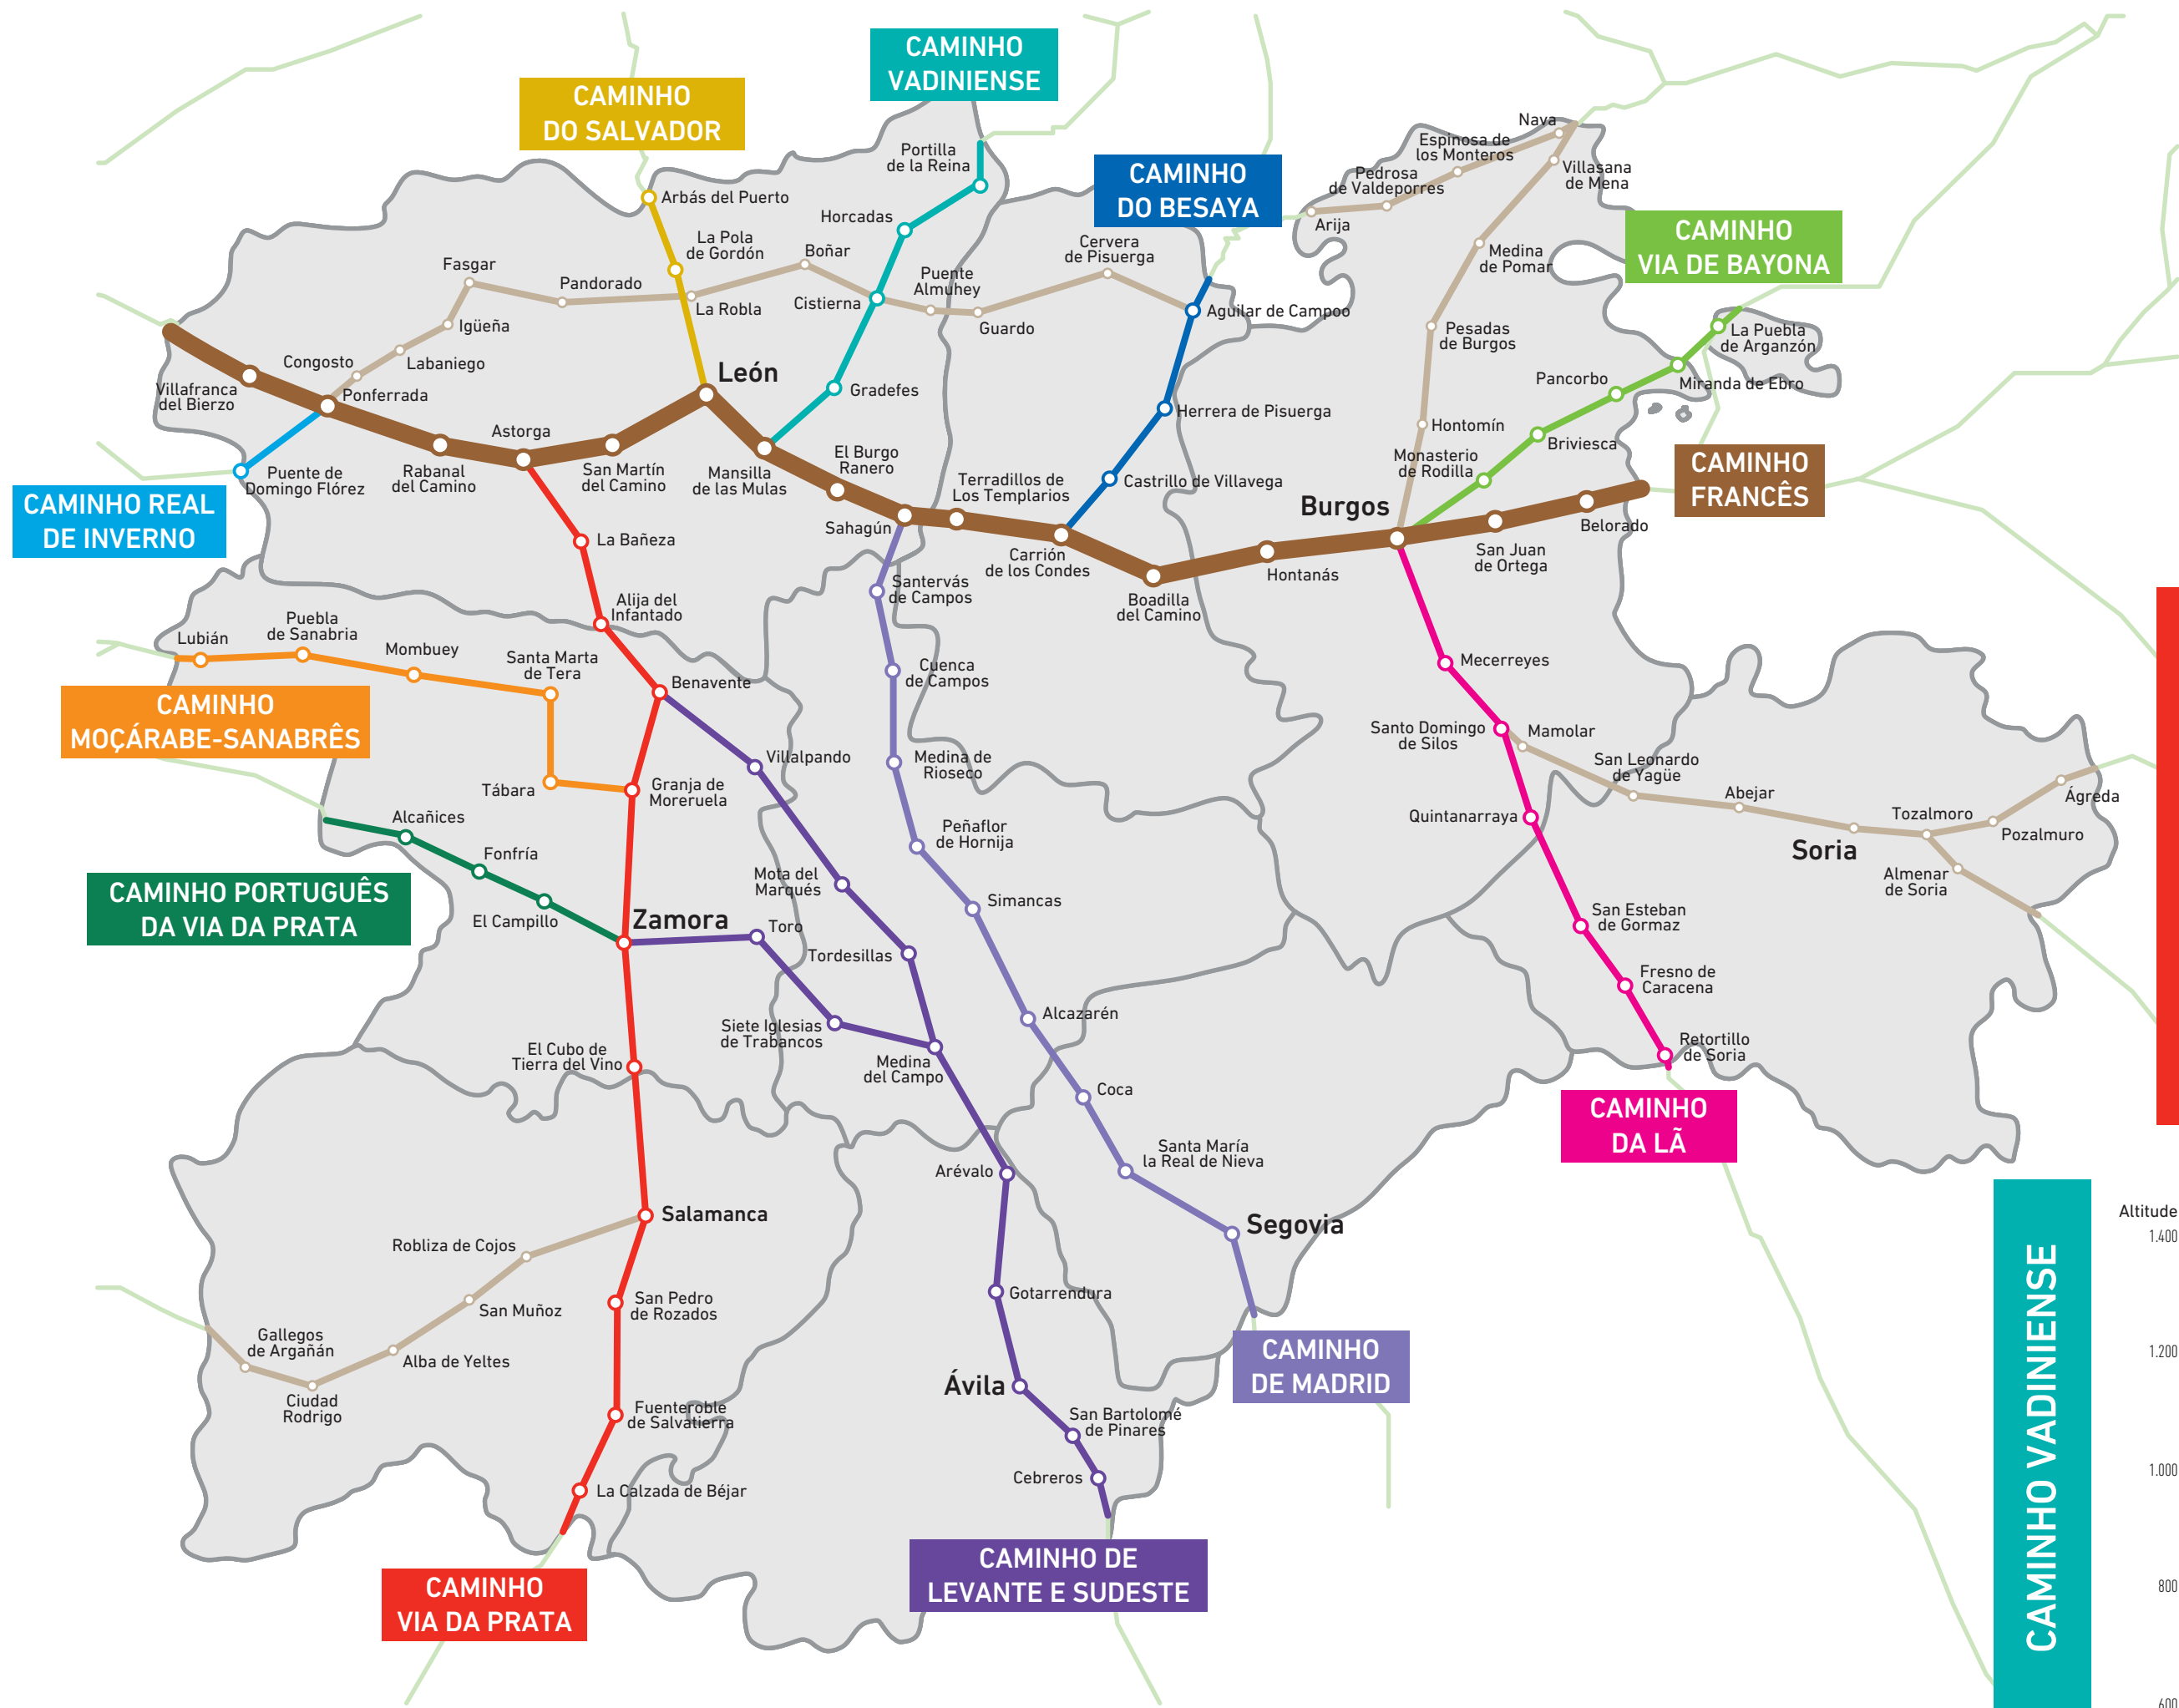 CAMINHO
VADINIENSE
CAMINHO
DO SALVADOR
CAMINHO
DO BESAYA
CAMINHO
VIA DE BAYONA
CAMINHO
FRANCÊS
CAMINHO REAL
DE INVERNO
CAMINHO
MOÇÁRABE-SANABRÊS
CAMINHO PORTUGUÊS
DA VIA DA PRATA
CAMINHO
DA LÃ
CAMINHO
DE MADRID
CAMINHO DE
LEVANTE E SUDESTE
CAMINHO
VIA DA PRATA
Portilla
de la Reina
Horcadas
Cistierna
Gradefes
Arbás del Puerto
La Pola
de Gordón
La Robla
Boñar
Puente
Almuhey
Guardo
Cervera
de Pisuerga
Aguilar de Campoo
Herrera de Pisuerga
Castrillo de Villavega
Fasgar
Pandorado
Igüeña
Labaniego
Congosto
Nava
Espinosa de
los Monteros
Pedrosa
de Valdeporres
Arija
Villasana
de Mena
Medina
de Pomar
Pesadas
de Burgos
Hontomín
La Puebla
de Arganzón
Miranda de Ebro
Pancorbo
Briviesca
Monasterio
de Rodilla
Villafranca
del Bierzo
Ponferrada
Puente de
Domingo Flórez
Rabanal
del Camino
Astorga
San Martín
del Camino
León
Mansilla
de las Mulas
El Burgo
Ranero
Sahagún
Terradillos de
Los Templarios
Carrión
de los Condes
Boadilla
del Camino
Hontanás
Burgos
San Juan
de Ortega
Belorado
La Bañeza
Alija del
Infantado
Benavente
Lubián
Puebla
de Sanabria
Mombuey
Santa Marta
de Tera
Tábara
Granja de
Moreruela
Alcañices
Fonfría
El Campillo
Zamora
Villalpando
Mota del
Marqués
Toro
Tordesillas
Siete Iglesias
de Trabancos
Medina
del Campo
Santervás
de Campos
Cuenca
de Campos
Medina de
Rioseco
Peñaflor
de Hornija
Simancas
Alcazarén
Coca
Santa María
la Real de Nieva
Segovia
Mecerreyes
Santo Domingo
de Silos
Mamolar
San Leonardo
de Yagüe
Abejar
Soria
Tozalmoro
Pozalmuro
Ágreda
Almenar
de Soria
Quintanarraya
San Esteban
de Gormaz
Fresno de
Caracena
Retortillo
de Soria
El Cubo de
Tierra del Vino
Salamanca
Robliza de Cojos
San Muñoz
Alba de Yeltes
Ciudad
Rodrigo
Gallegos
de Argañán
San Pedro
de Rozados
Fuenteroble
de Salvatierra
La Calzada de Béjar
Arévalo
Gotarrendura
Ávila
San Bartolomé
de Pinares
Cebreros
CAMINHO VADINIENSE
Altitude
1.400
1.200
1.000
800
600